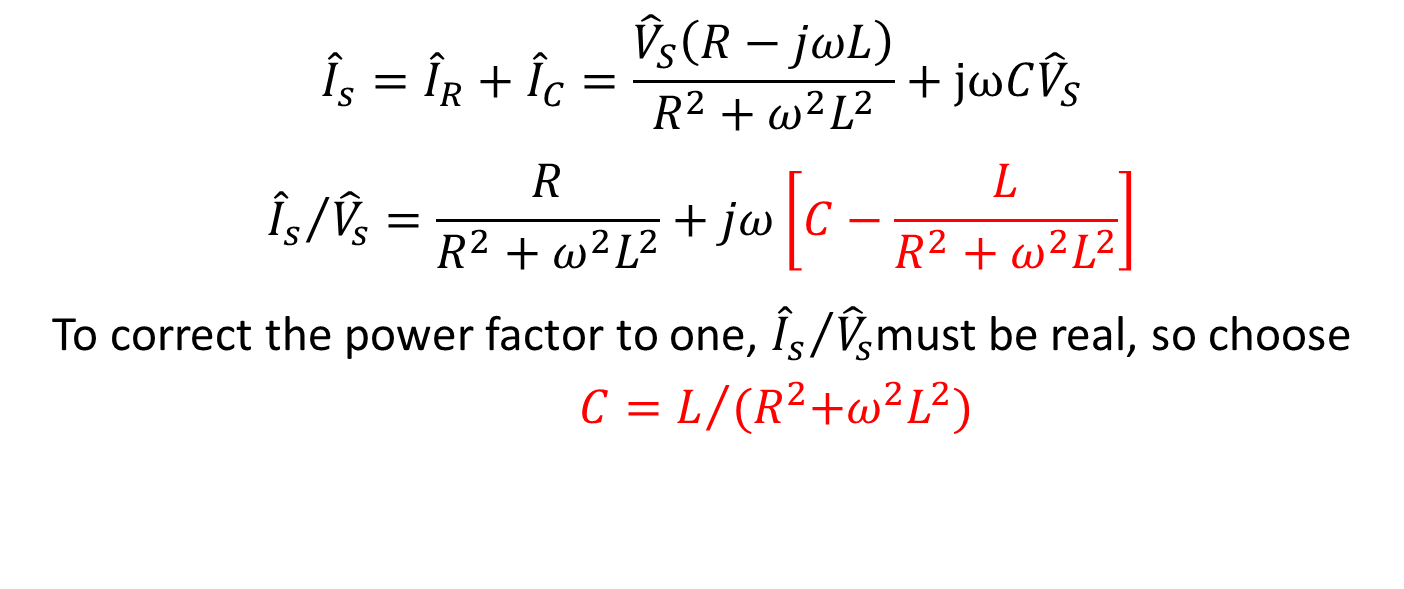 Î_s = Î_R + Î_C = V̂_S(R − jωL) / (R² + ω²L²) + jωCV̂_S
Î_s/V̂_s = R / (R² + ω²L²) + jω[C − L / (R² + ω²L²)]
To correct the power factor to one, Î_s/V̂_s must be real, so choose
C = L/(R²+ω²L²)